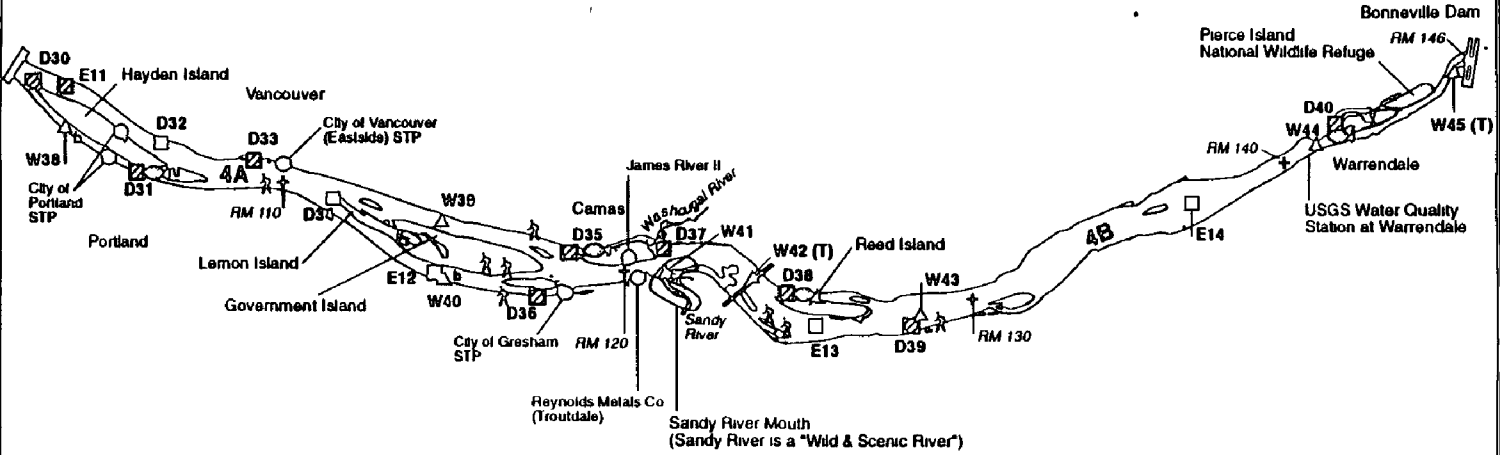 Bonneville Dam
RM 146
Pierce Island
National Wildlife Refuge
D30
E11
Hayden Island
Vancouver
D32
D33
City of Vancouver
(Eastside) STP
W38
D31
City of
Portland
STP
Portland
4A
RM 110
Lemon Island
Government Island
W39
E12
b
W40
D36
City of Gresham
STP
Camas
D35
James River II
Washougal River
D37
W41
RM 120
Reynolds Metals Co
(Troutdale)
Sandy
River
Sandy River Mouth
(Sandy River is a "Wild & Scenic River")
W42 (T)
D38
Reed Island
E13
W43
D39
RM 130
4B
E14
RM 140
W44
D40
W45 (T)
Warrendale
USGS Water Quality
Station at Warrendale